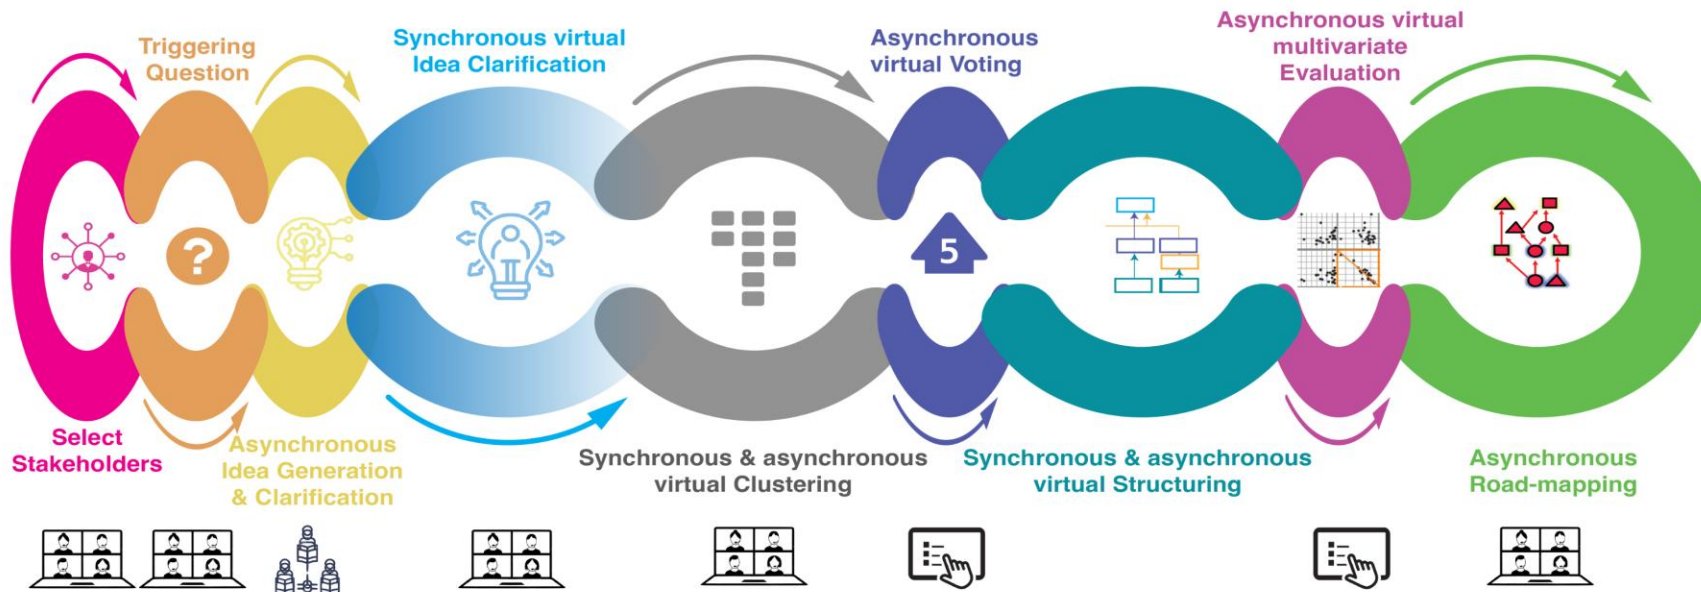 Triggering
Question
Synchronous virtual
Idea Clarification
Asynchronous
virtual Voting
Asynchronous virtual
multivariate
Evaluation
?
5
Select
Stakeholders
Asynchronous
Idea Generation
& Clarification
Synchronous & asynchronous
virtual Clustering
Synchronous & asynchronous
virtual Structuring
Asynchronous
Road-mapping